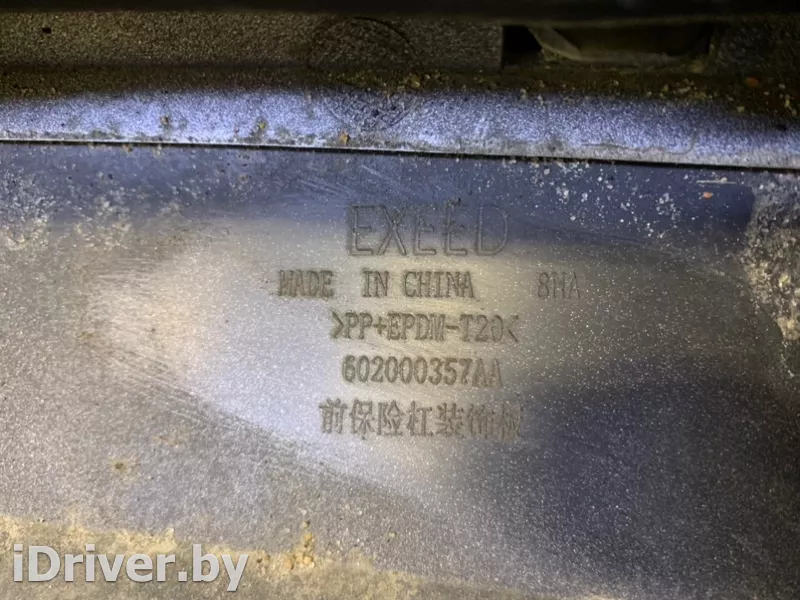 EXEED
MADE IN CHINA 8HA
>PP+EPDM-T20<
602000357AA
前保险杠装饰板
iDriver.by